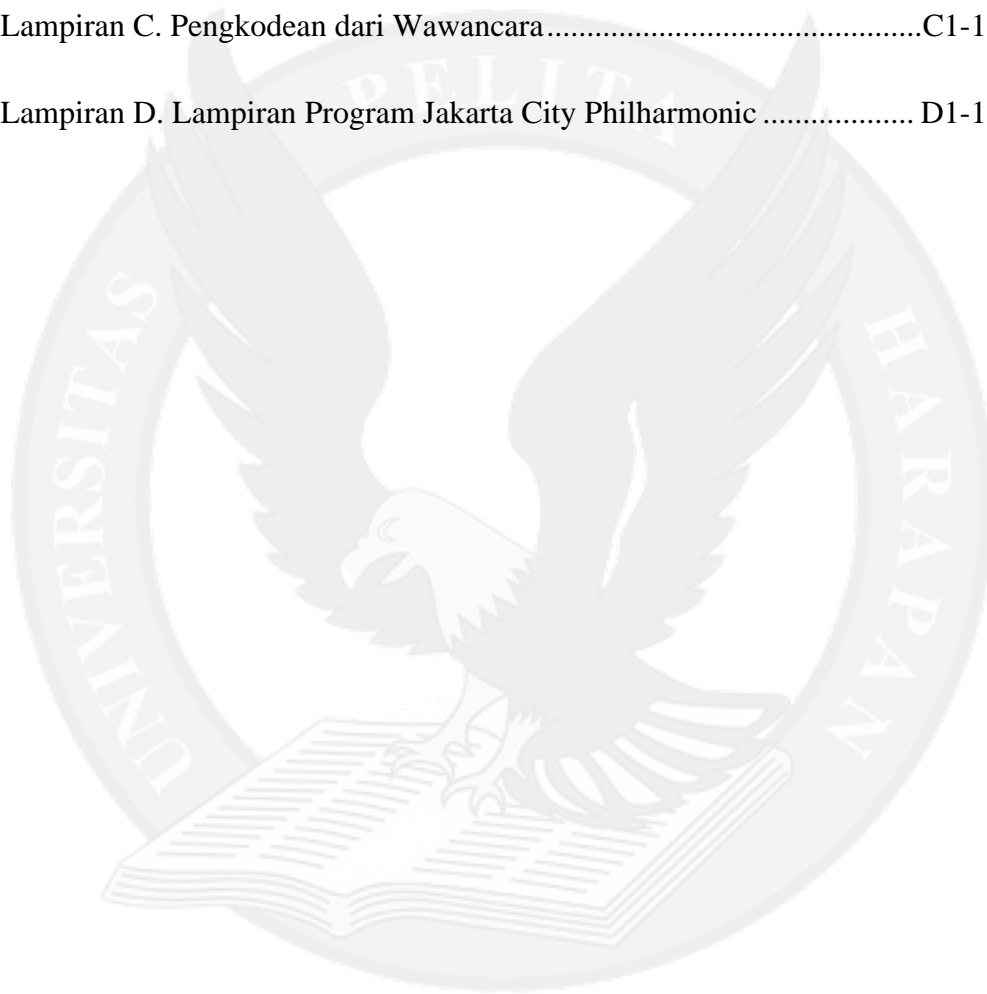 Lampiran C. Pengkodean dari Wawancara.............................................C1-1
Lampiran D. Lampiran Program Jakarta City Philharmonic .................. D1-1
UNIVERSITAS PELITA HARAPAN